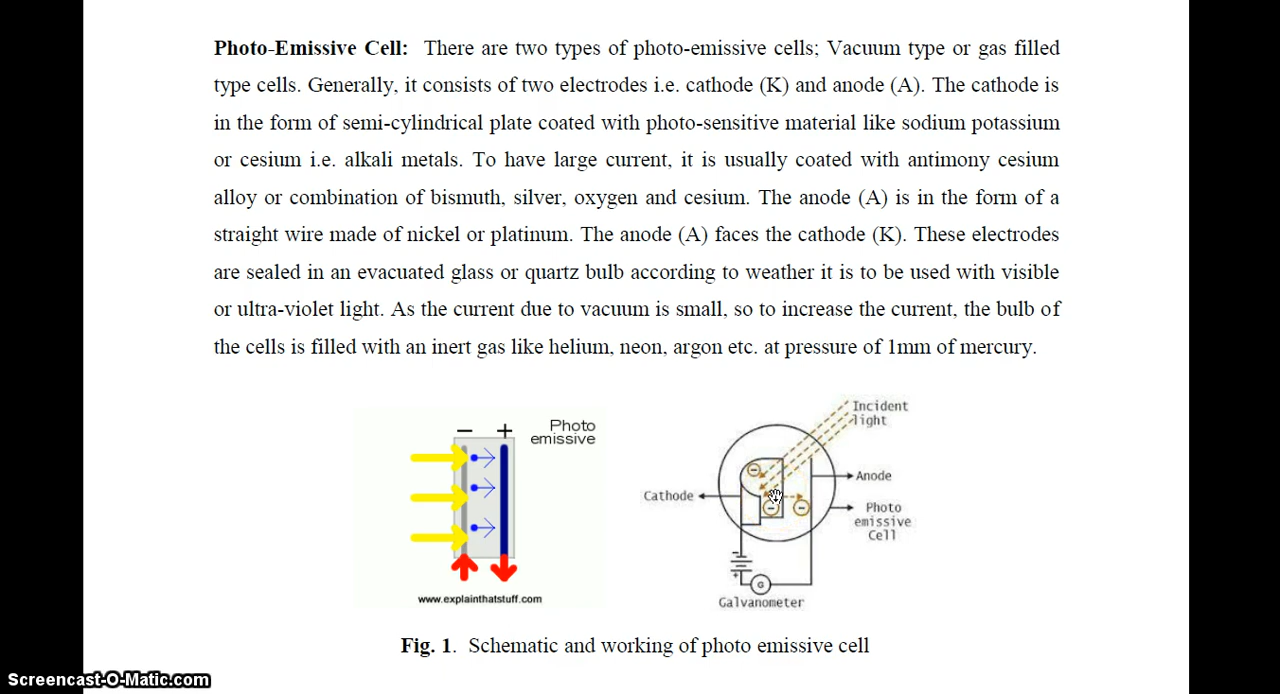 Photo-Emissive Cell: There are two types of photo-emissive cells; Vacuum type or gas filled
type cells. Generally, it consists of two electrodes i.e. cathode (K) and anode (A). The cathode is
in the form of semi-cylindrical plate coated with photo-sensitive material like sodium potassium
or cesium i.e. alkali metals. To have large current, it is usually coated with antimony cesium
alloy or combination of bismuth, silver, oxygen and cesium. The anode (A) is in the form of a
straight wire made of nickel or platinum. The anode (A) faces the cathode (K). These electrodes
are sealed in an evacuated glass or quartz bulb according to weather it is to be used with visible
or ultra-violet light. As the current due to vacuum is small, so to increase the current, the bulb of
the cells is filled with an inert gas like helium, neon, argon etc. at pressure of 1mm of mercury.
− +
Photo
emissive
www.explainthatstuff.com
Incident
light
Anode
Cathode
Photo
emissive
Cell
− +
G
Galvanometer
Fig. 1. Schematic and working of photo emissive cell
Screencast-O-Matic.com